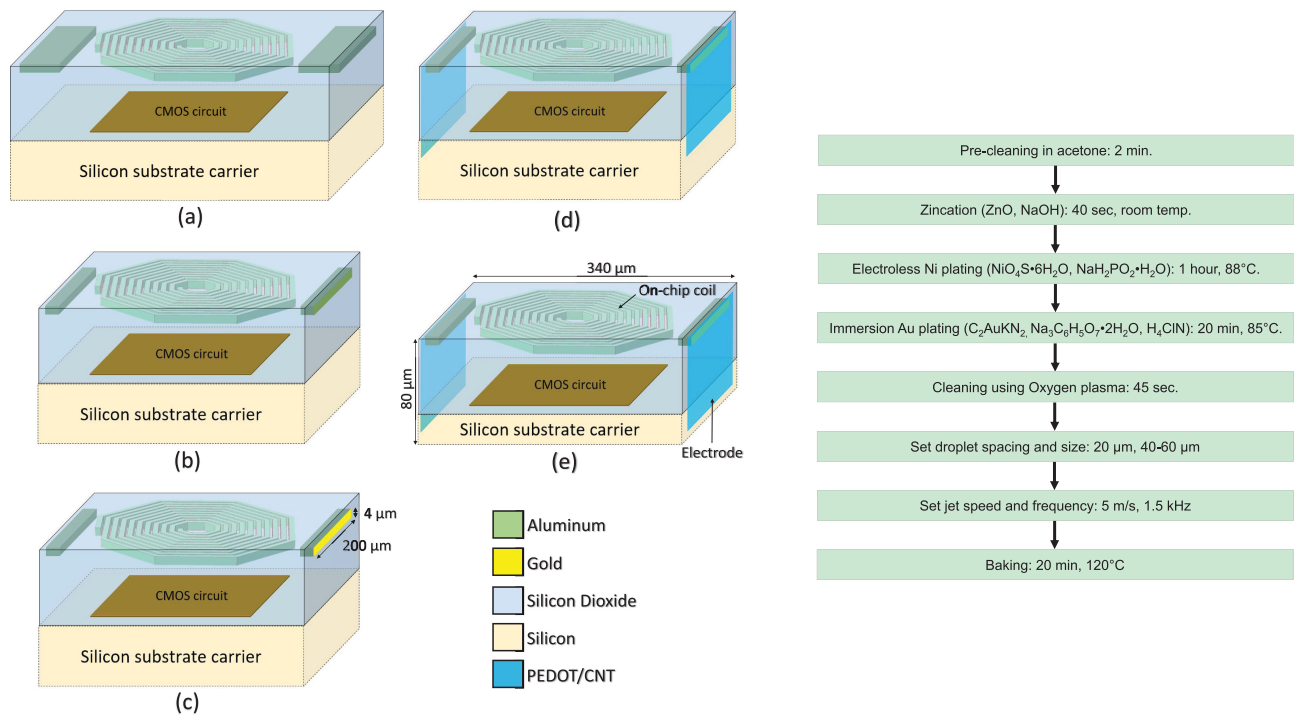 CMOS circuit
Silicon substrate carrier
(a)
CMOS circuit
Silicon substrate carrier
(b)
4 µm
200 µm
CMOS circuit
Silicon substrate carrier
(c)
CMOS circuit
Silicon substrate carrier
(d)
340 µm
On-chip coil
80 µm
CMOS circuit
Silicon substrate carrier
Electrode
(e)
Aluminum
Gold
Silicon Dioxide
Silicon
PEDOT/CNT
Pre-cleaning in acetone: 2 min.
Zincation (ZnO, NaOH): 40 sec, room temp.
Electroless Ni plating (NiO₄S•6H₂O, NaH₂PO₂•H₂O): 1 hour, 88°C.
Immersion Au plating (C₂AuKN₂, Na₃C₆H₅O₇•2H₂O, H₄ClN): 20 min, 85°C.
Cleaning using Oxygen plasma: 45 sec.
Set droplet spacing and size: 20 µm, 40-60 µm
Set jet speed and frequency: 5 m/s, 1.5 kHz
Baking: 20 min, 120°C